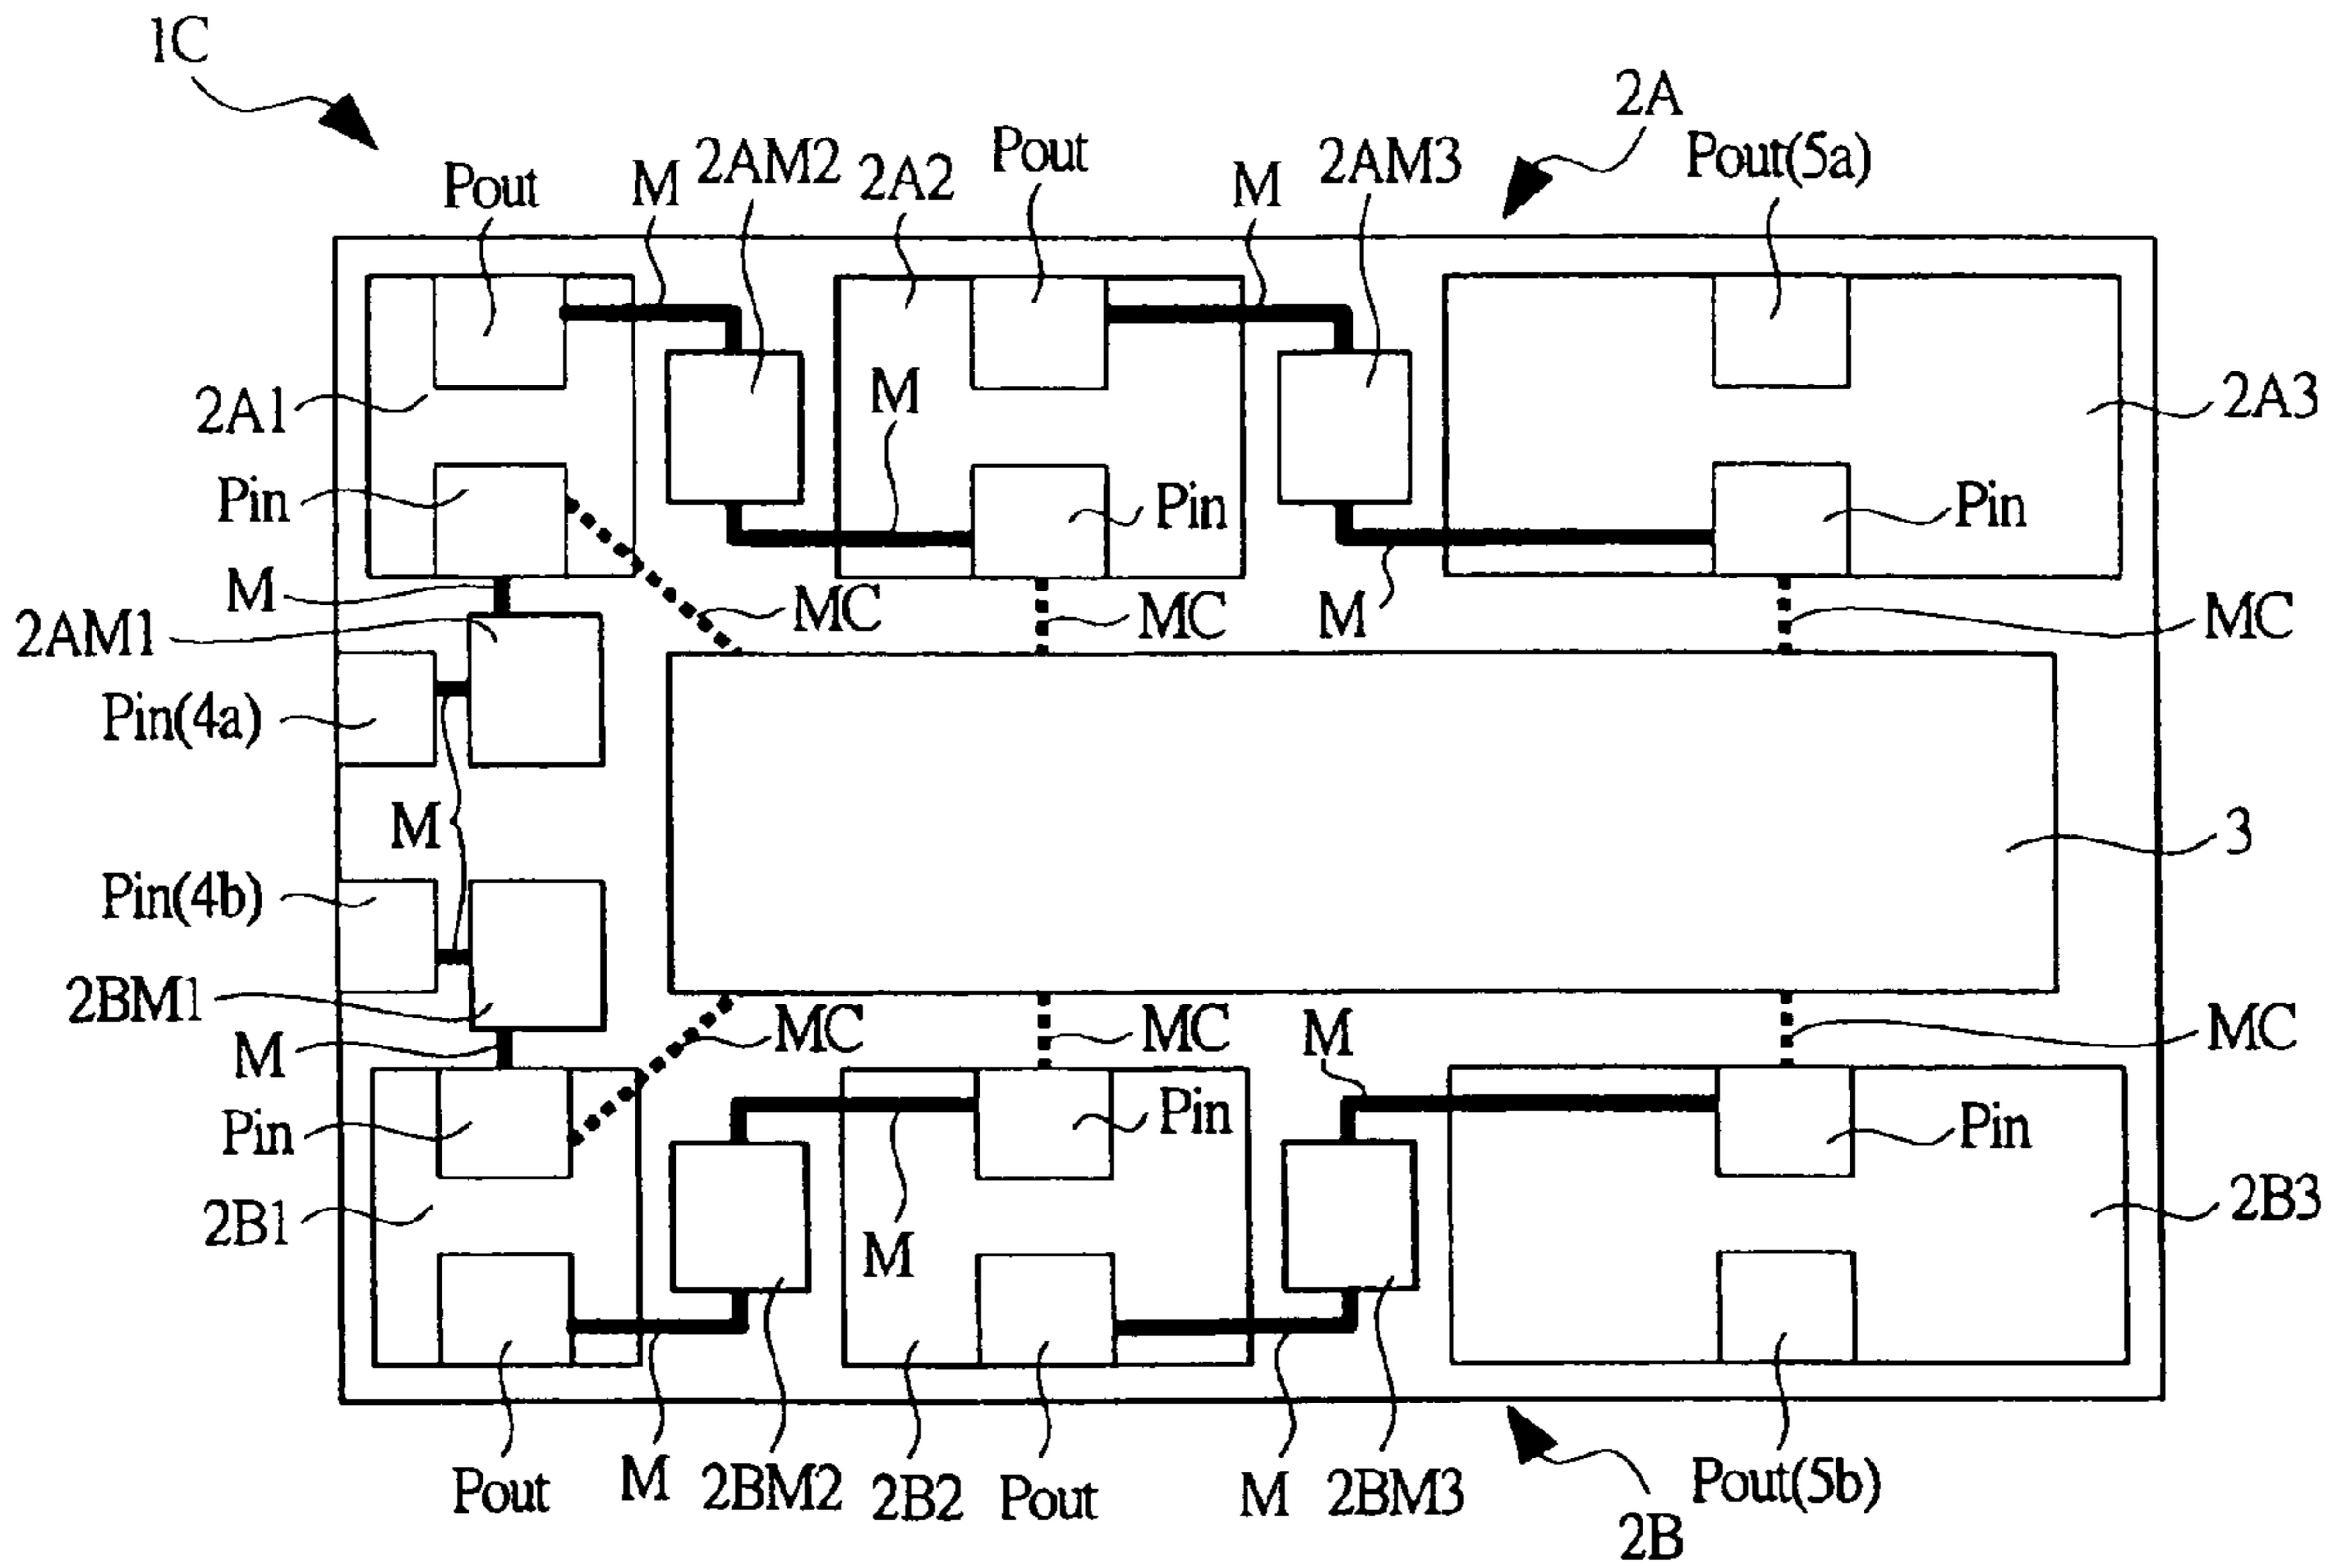 1C
2A
Pout
M
2AM2
2A2
Pout
M
2AM3
Pout(5a)
2A1
M
2A3
Pin
Pin
Pin
M
MC
MC
M
MC
2AM1
Pin(4a)
M
3
Pin(4b)
2BM1
MC
MC
M
MC
M
Pin
Pin
Pin
2B1
M
2B3
Pout
M
2BM2
2B2
Pout
M
2BM3
Pout(5b)
2B